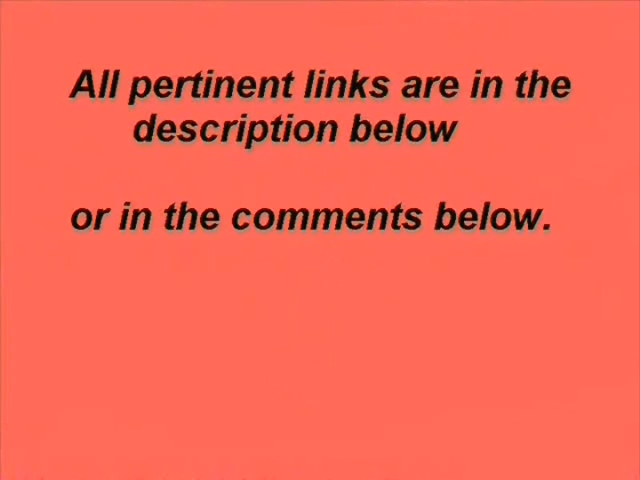 All pertinent links are in the
description below
or in the comments below.